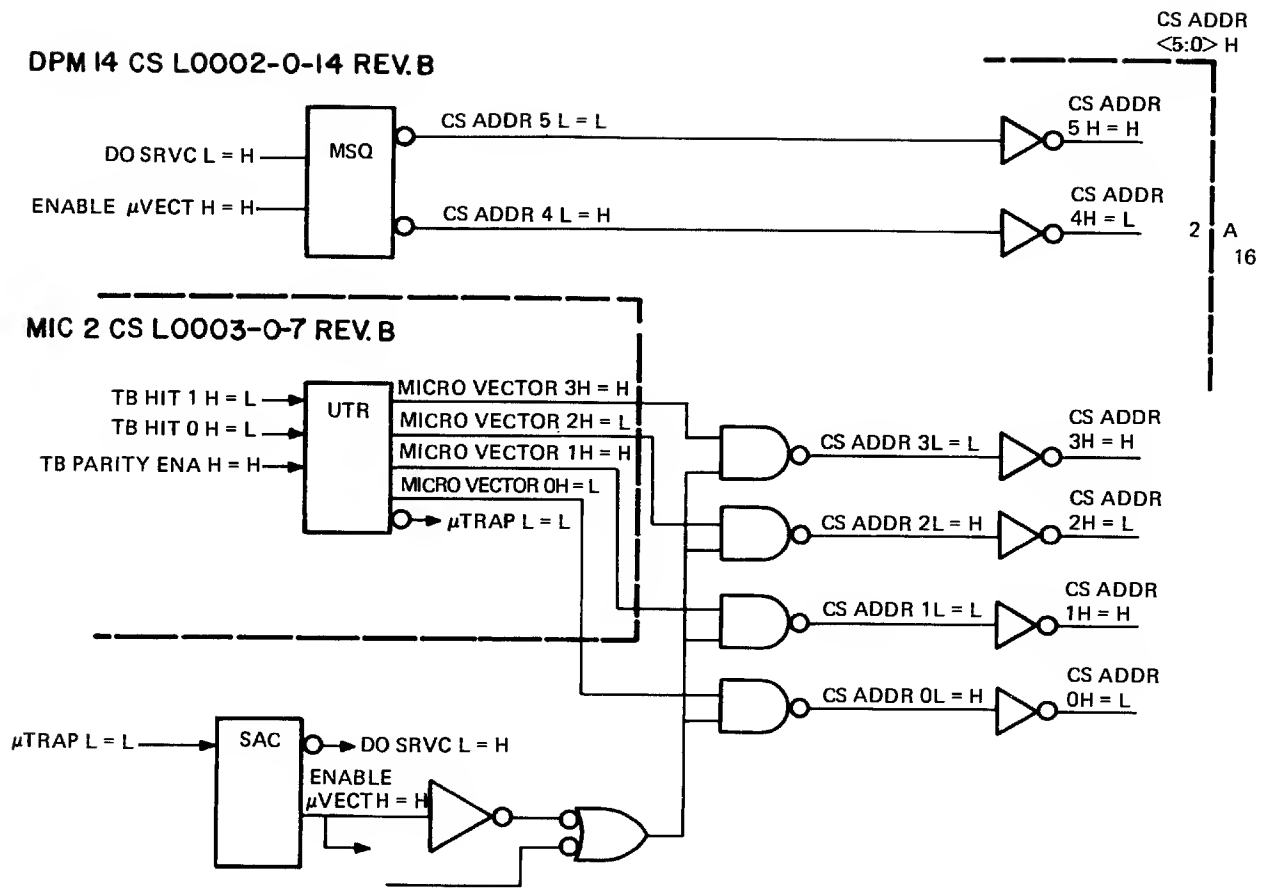 CS ADDR
<5:0> H
DPM 14 CS L0002-0-14 REV. B
CS ADDR 5 L = L
CS ADDR
5 H = H
MSQ
DO SRVC L = H
ENABLE μVECT H = H
CS ADDR 4 L = H
CS ADDR
4H = L
2
A
16
MIC 2 CS L0003-0-7 REV. B
TB HIT 1 H = L
TB HIT 0 H = L
TB PARITY ENA H = H
UTR
MICRO VECTOR 3H = H
MICRO VECTOR 2H = L
MICRO VECTOR 1H = H
MICRO VECTOR 0H = L
μTRAP L = L
CS ADDR 3L = L
CS ADDR
3H = H
CS ADDR 2L = H
CS ADDR
2H = L
CS ADDR 1L = L
CS ADDR
1H = H
CS ADDR 0L = H
CS ADDR
0H = L
μTRAP L = L
SAC
DO SRVC L = H
ENABLE
μVECT H = H